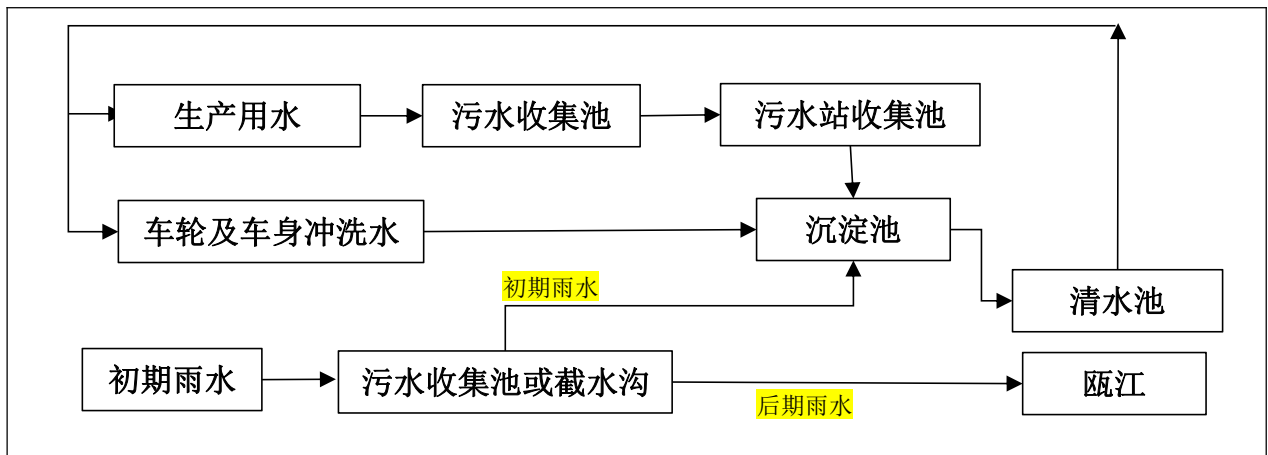 生产用水
污水收集池
污水站收集池
车轮及车身冲洗水
沉淀池
初期雨水
清水池
初期雨水
污水收集池或截水沟
瓯江
后期雨水